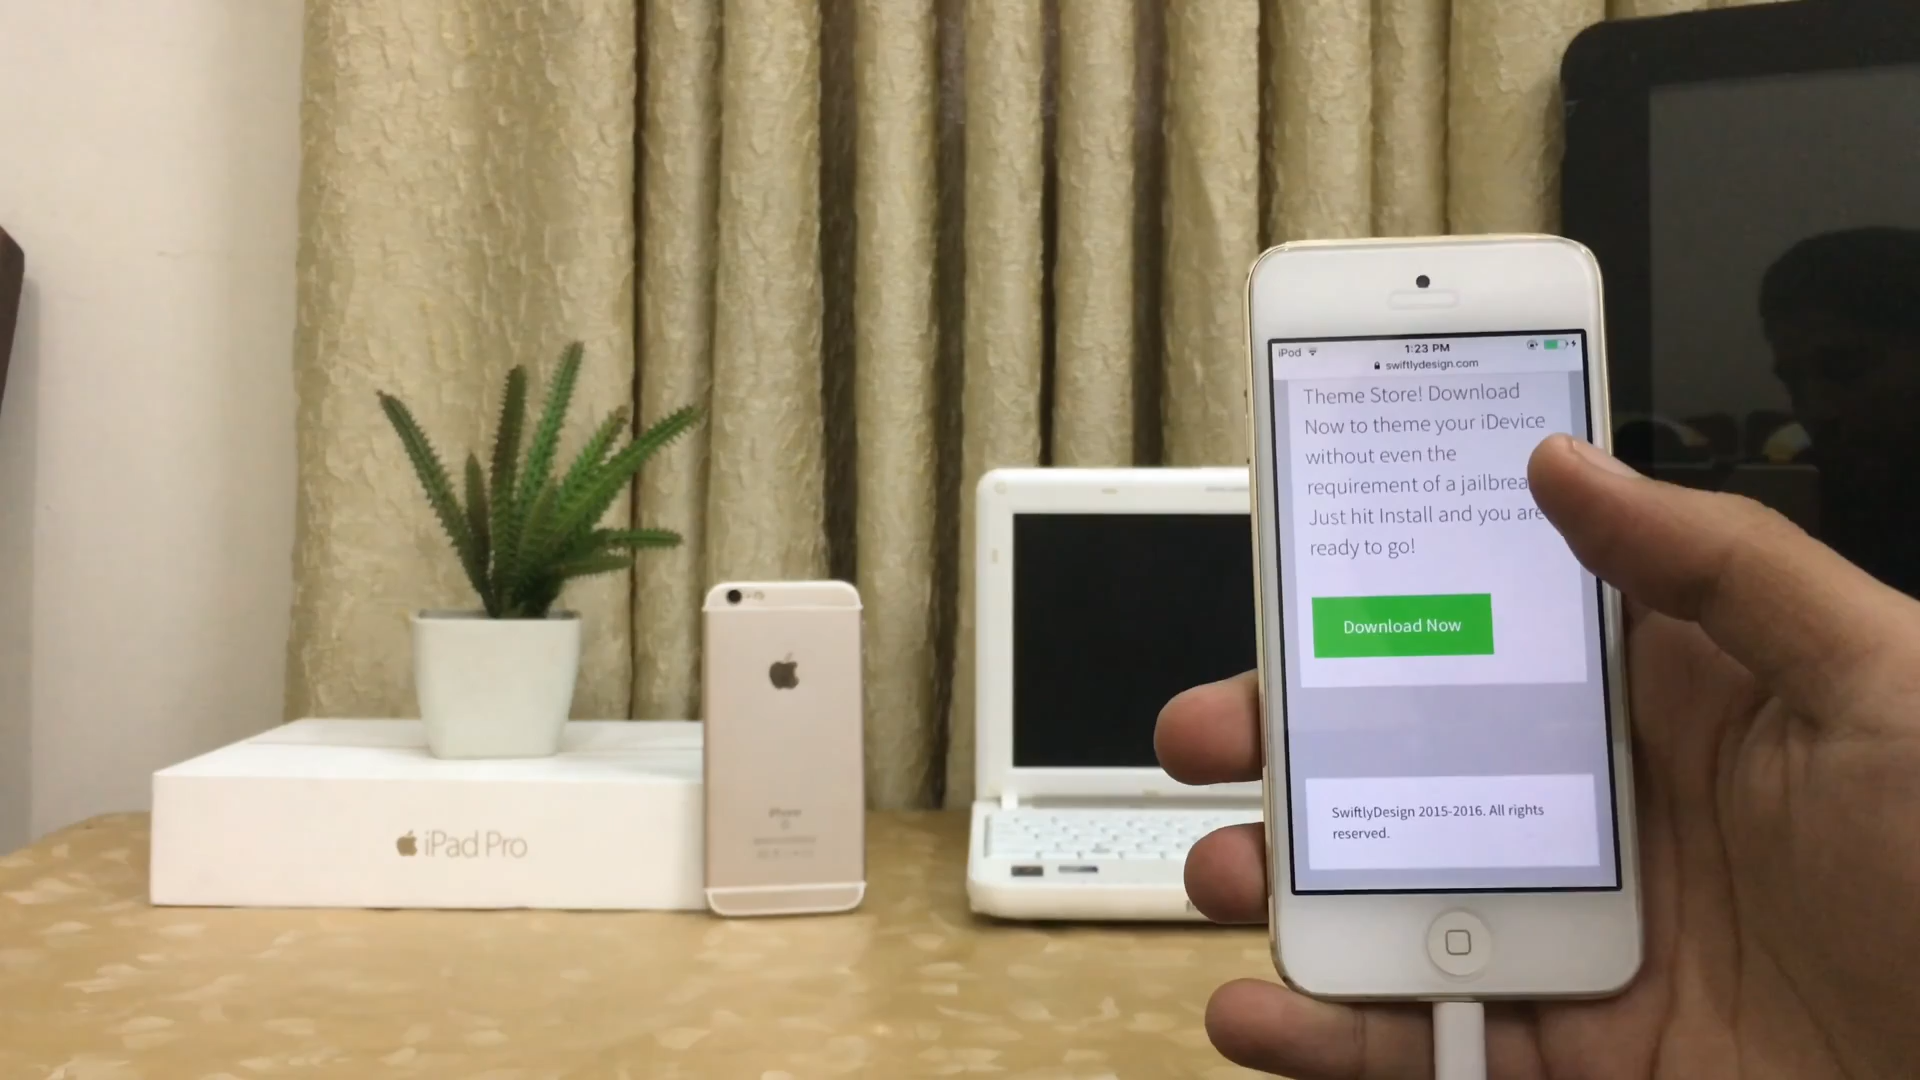 iPod
1:23 PM
swiftlydesign.com
Theme Store! Download
Now to theme your iDevice
without even the
requirement of a jailbrea
Just hit Install and you are
ready to go!
Download Now
SwiftlyDesign 2015-2016. All rights
reserved.
iPad Pro
iPhone